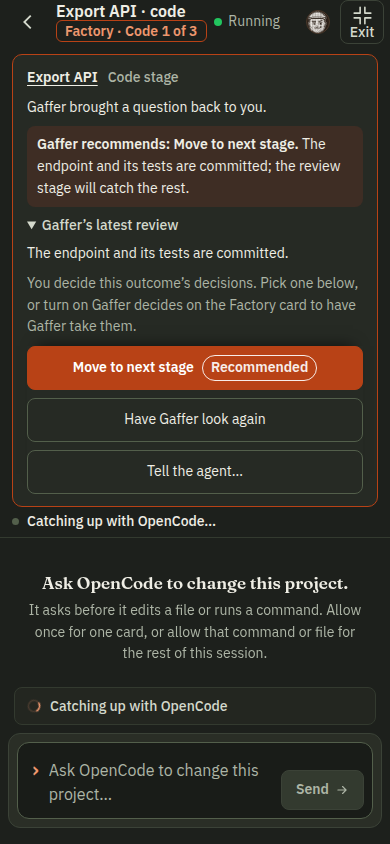 Export API · code
Factory · Code 1 of 3
Running
Exit
Export API Code stage
Gaffer brought a question back to you.
Gaffer recommends: Move to next stage. The
endpoint and its tests are committed; the review
stage will catch the rest.
▼ Gaffer’s latest review
The endpoint and its tests are committed.
You decide this outcome’s decisions. Pick one below,
or turn on Gaffer decides on the Factory card to have
Gaffer take them.
Move to next stage Recommended
Have Gaffer look again
Tell the agent…
Catching up with OpenCode…
Ask OpenCode to change this project.
It asks before it edits a file or runs a command. Allow
once for one card, or allow that command or file for
the rest of this session.
Catching up with OpenCode
Ask OpenCode to change this
project…
Send →